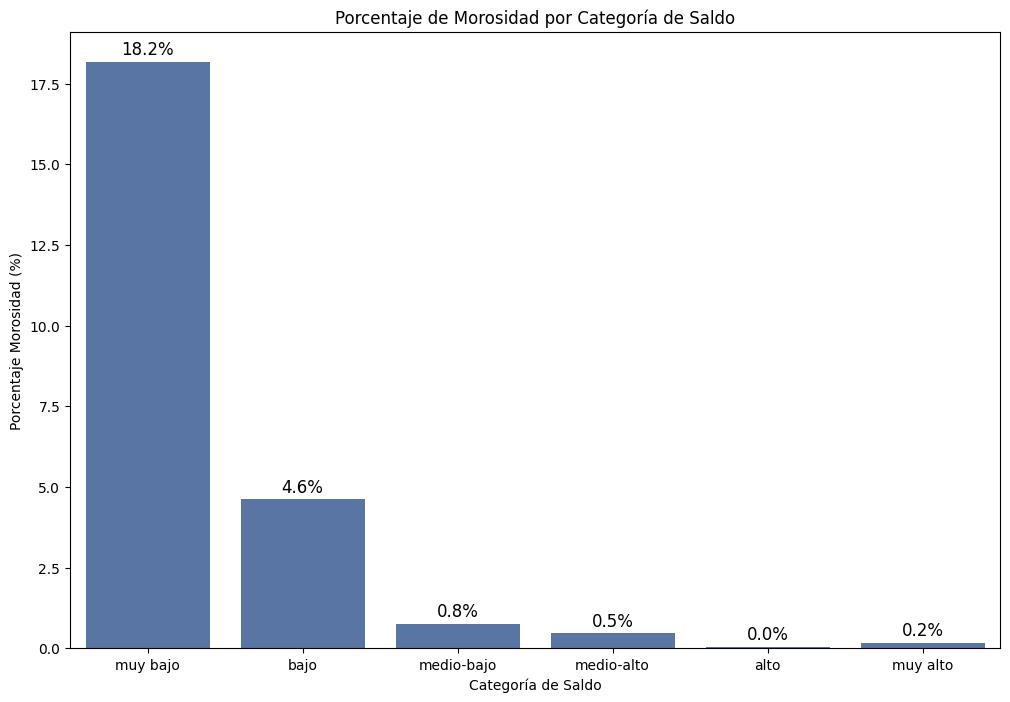 Porcentaje de Morosidad por Categoría de Saldo
Porcentaje Morosidad (%)
17.5
15.0
12.5
10.0
7.5
5.0
2.5
0.0
18.2%
4.6%
0.8%
0.5%
0.0%
0.2%
muy bajo
bajo
medio-bajo
medio-alto
alto
muy alto
Categoría de Saldo